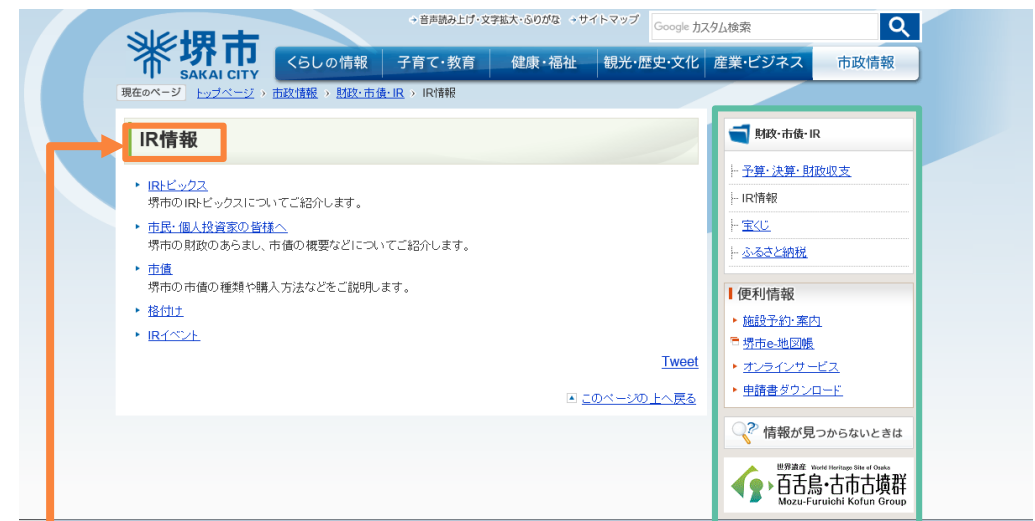 音声読み上げ・文字拡大・ふりがな サイトマップ
Google カスタム検索
堺市
SAKAI CITY
くらしの情報 子育て・教育 健康・福祉 観光・歴史・文化 産業・ビジネス 市政情報
現在のページ トップページ › 市政情報 › 財政・市債・IR › IR情報
IR情報
IRトピックス
堺市のIRトピックスについてご紹介します。
市民・個人投資家の皆様へ
堺市の財政のあらまし、市債の概要などについてご紹介します。
市債
堺市の市債の種類や購入方法などをご説明します。
格付け
IRイベント
Tweet
このページの上へ戻る
財政・市債・IR
予算・決算・財政収支
IR情報
宝くじ
ふるさと納税
便利情報
施設予約・案内
堺市e-地図帳
オンラインサービス
申請書ダウンロード
情報が見つからないときは
世界遺産 World Heritage Site of Osaka
百舌鳥・古市古墳群
Mozu-Furuichi Kofun Group